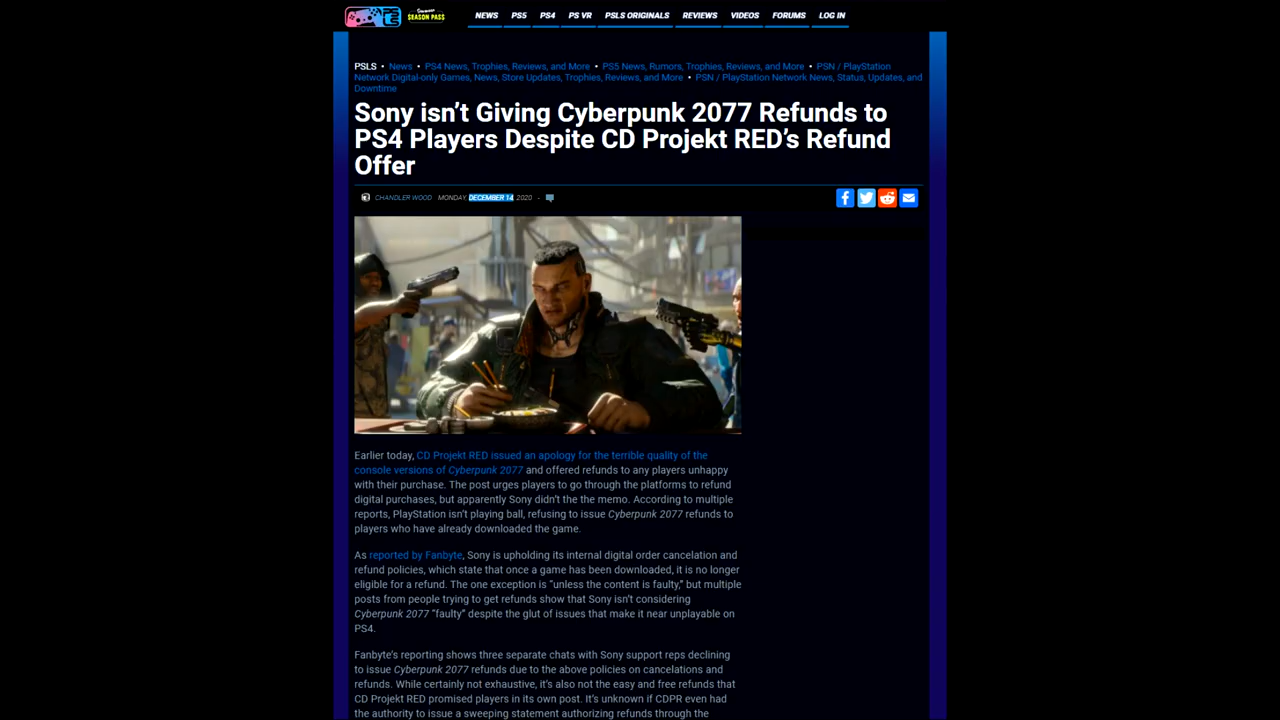 Summer
SEASON PASS
NEWS PS5 PS4 PS VR PSLS ORIGINALS REVIEWS VIDEOS FORUMS LOG IN
PSLS • News • PS4 News, Trophies, Reviews, and More • PS5 News, Rumors, Trophies, Reviews, and More • PSN / PlayStation
Network Digital-only Games, News, Store Updates, Trophies, Reviews, and More • PSN / PlayStation Network News, Status, Updates, and
Downtime
Sony isn’t Giving Cyberpunk 2077 Refunds to
PS4 Players Despite CD Projekt RED’s Refund
Offer
CHANDLER WOOD MONDAY, DECEMBER 14, 2020 -
Earlier today, CD Projekt RED issued an apology for the terrible quality of the
console versions of Cyberpunk 2077 and offered refunds to any players unhappy
with their purchase. The post urges players to go through the platforms to refund
digital purchases, but apparently Sony didn’t the the memo. According to multiple
reports, PlayStation isn’t playing ball, refusing to issue Cyberpunk 2077 refunds to
players who have already downloaded the game.
As reported by Fanbyte, Sony is upholding its internal digital order cancelation and
refund policies, which state that once a game has been downloaded, it is no longer
eligible for a refund. The one exception is “unless the content is faulty,” but multiple
posts from people trying to get refunds show that Sony isn’t considering
Cyberpunk 2077 “faulty” despite the glut of issues that make it near unplayable on
PS4.
Fanbyte’s reporting shows three separate chats with Sony support reps declining
to issue Cyberpunk 2077 refunds due to the above policies on cancelations and
refunds. While certainly not exhaustive, it’s also not the easy and free refunds that
CD Projekt RED promised players in its own post. It’s unknown if CDPR even had
the authority to issue a sweeping statement authorizing refunds through the